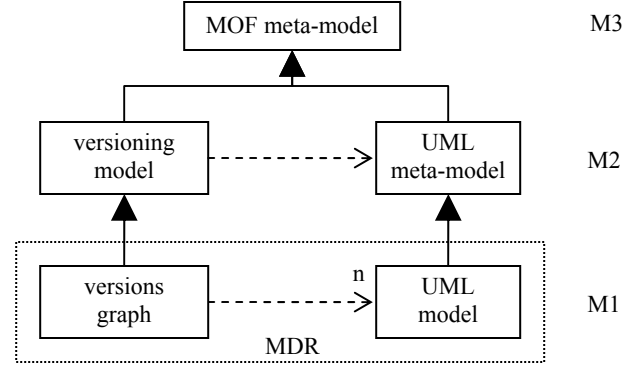 MOF meta-model
M3
versioning
model
UML
meta-model
M2
versions
graph
n
UML
model
M1
MDR